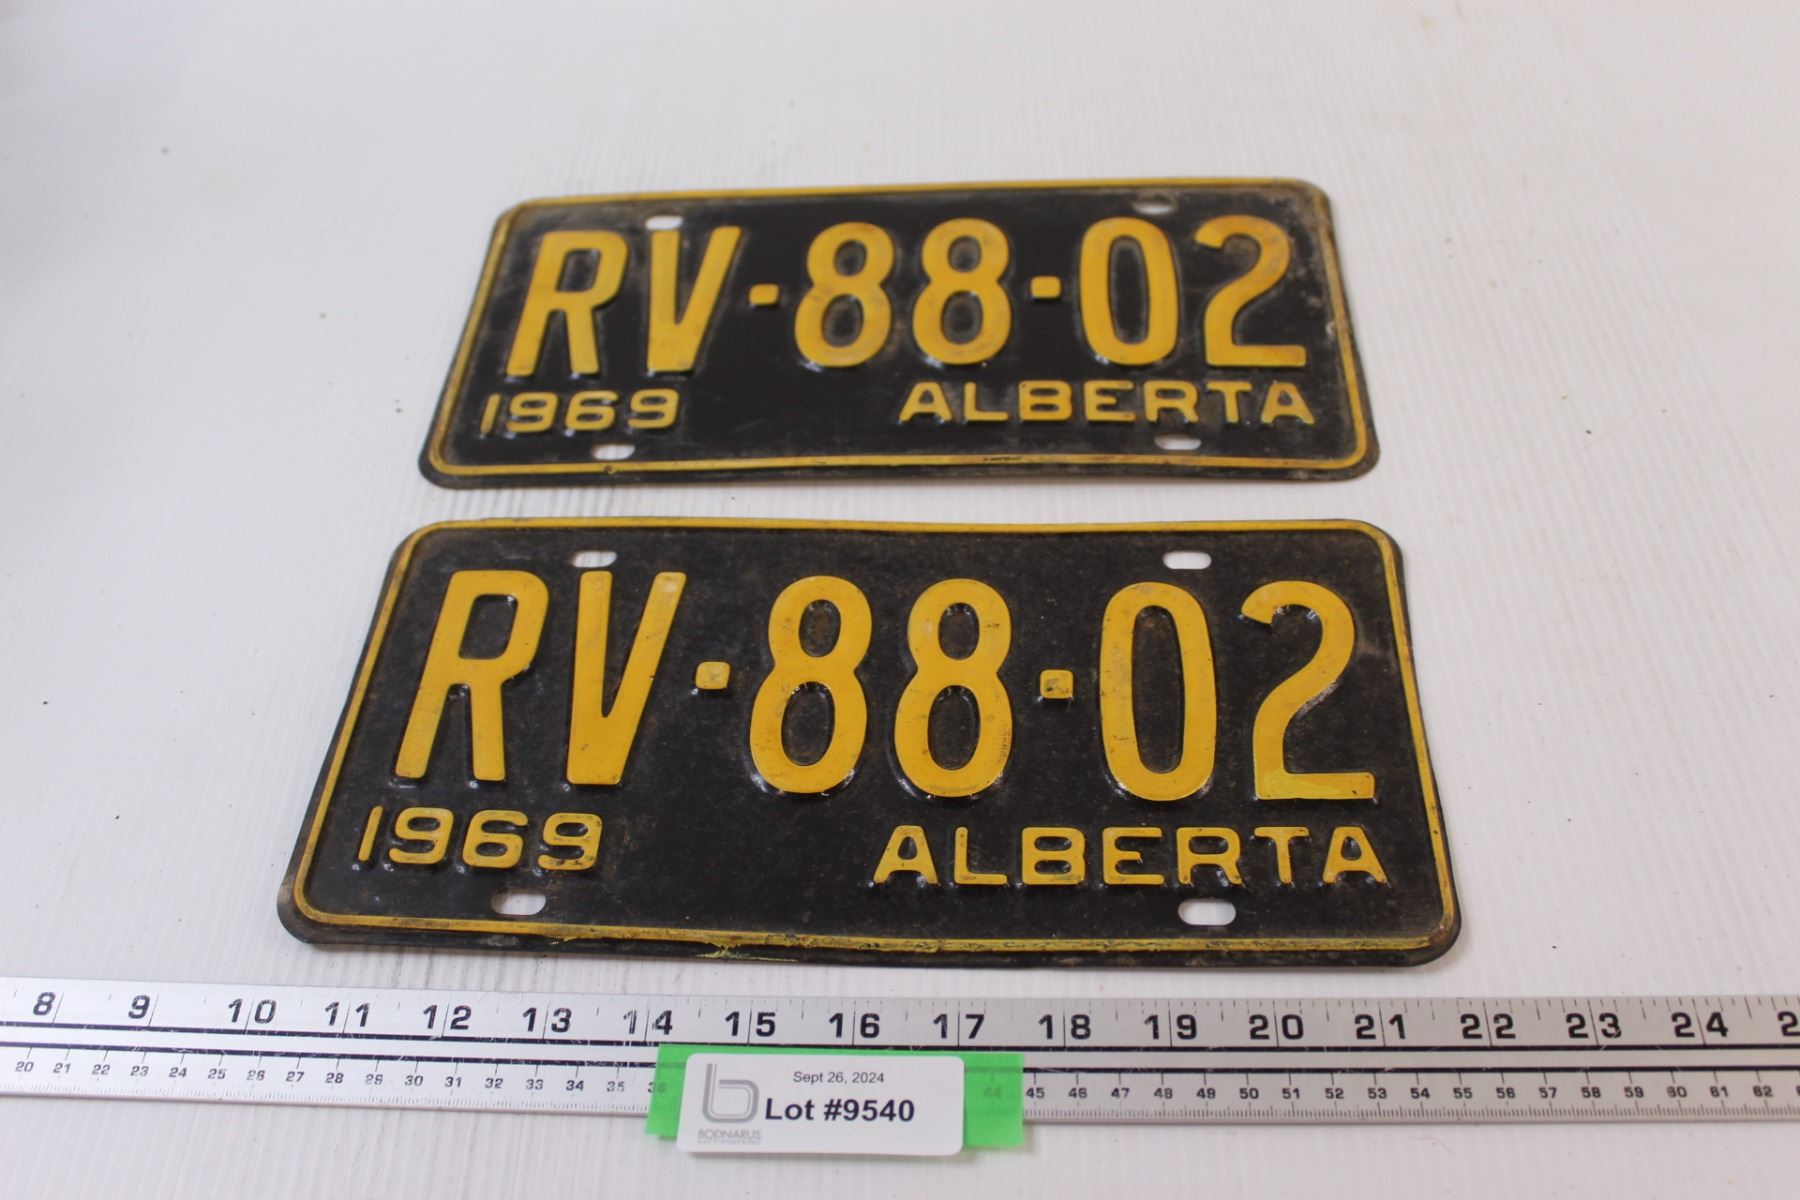 RV-88-02
1969 ALBERTA
RV-88-02
1969 ALBERTA
8 9 10 11 12 13 14 15 16 17 18 19 20 21 22 23 24
20 21 22 23 24 25 26 27 28 29 30 31 32 33 34 35 36 44 45 46 47 48 49 50 51 52 53 54 55 56 57 58 59 60 61 62
Sept 26, 2024
Lot #9540
BODNARUS
AUCTIONEERING